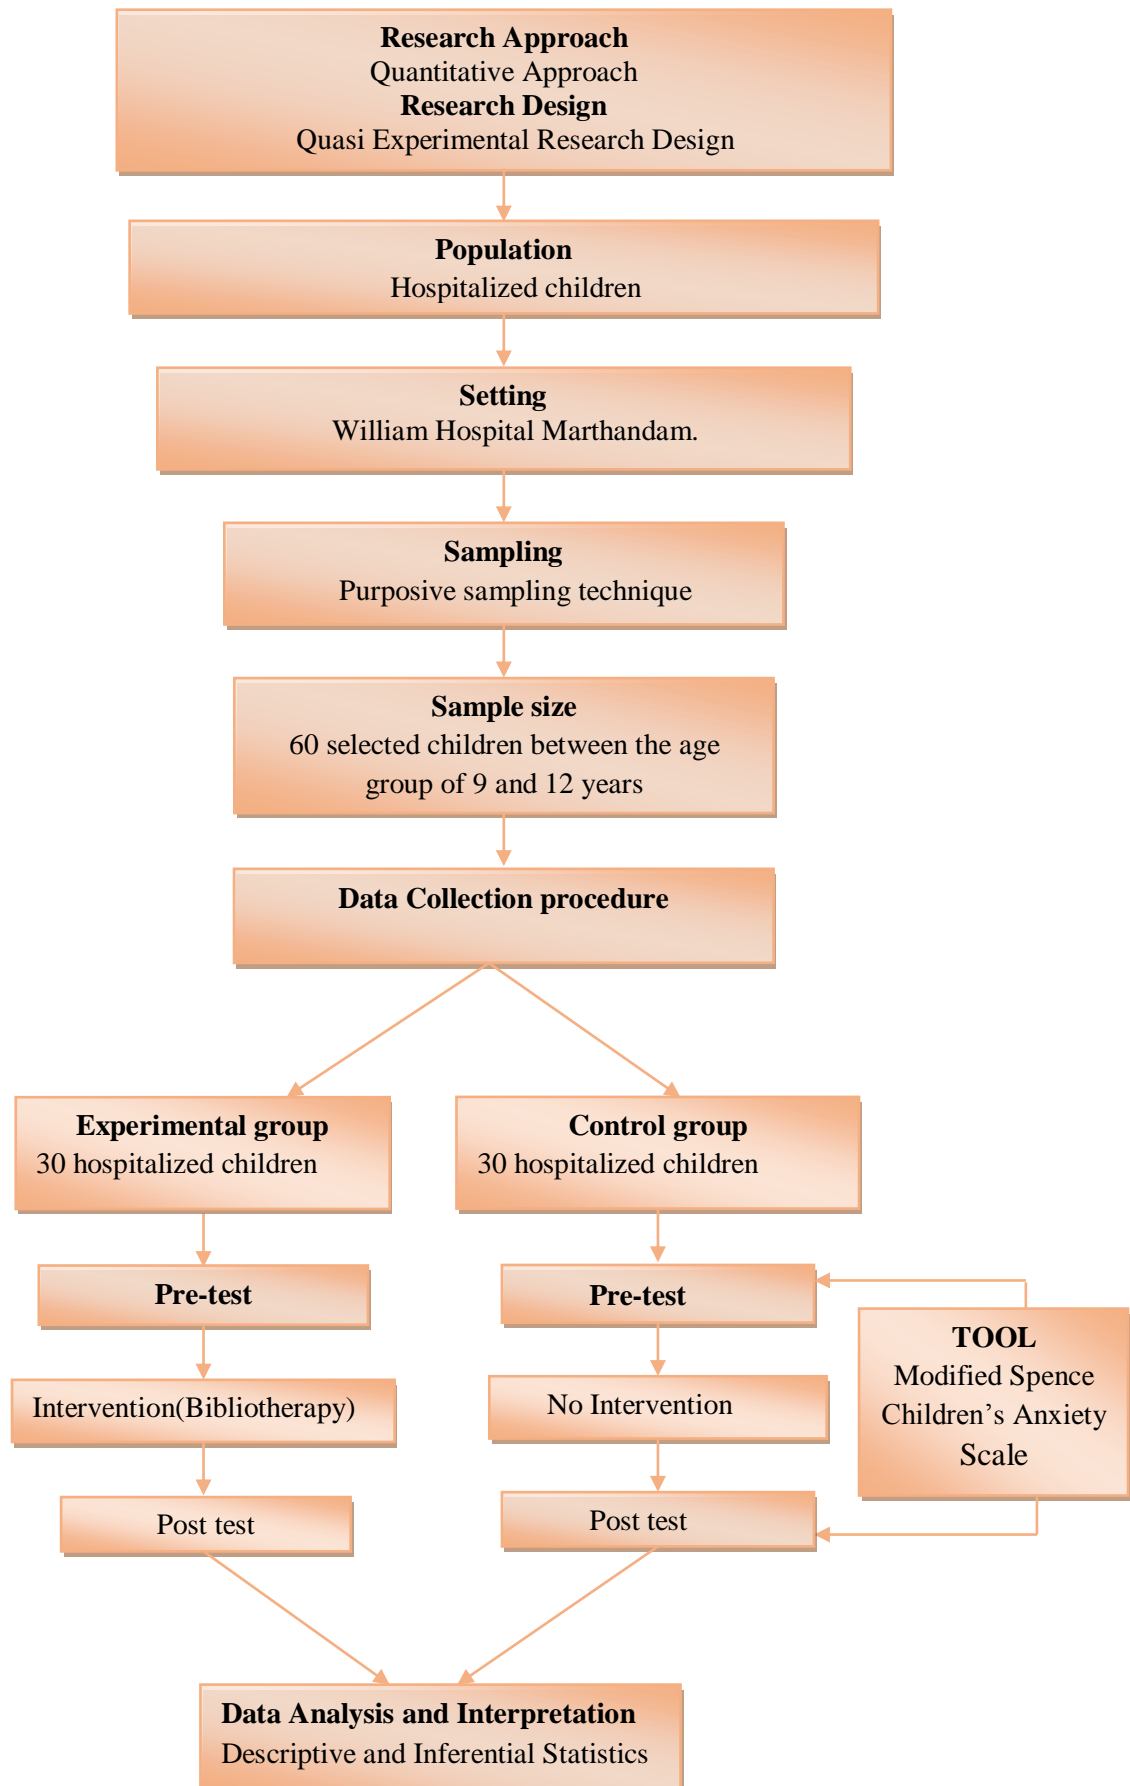 Research Approach
Quantitative Approach
Research Design
Quasi Experimental Research Design
Population
Hospitalized children
Setting
William Hospital Marthandam.
Sampling
Purposive sampling technique
Sample size
60 selected children between the age
group of 9 and 12 years
Data Collection procedure
Experimental group
30 hospitalized children
Control group
30 hospitalized children
Pre-test
Pre-test
TOOL
Modified Spence
Children’s Anxiety
Scale
Intervention(Bibliotherapy)
No Intervention
Post test
Post test
Data Analysis and Interpretation
Descriptive and Inferential Statistics